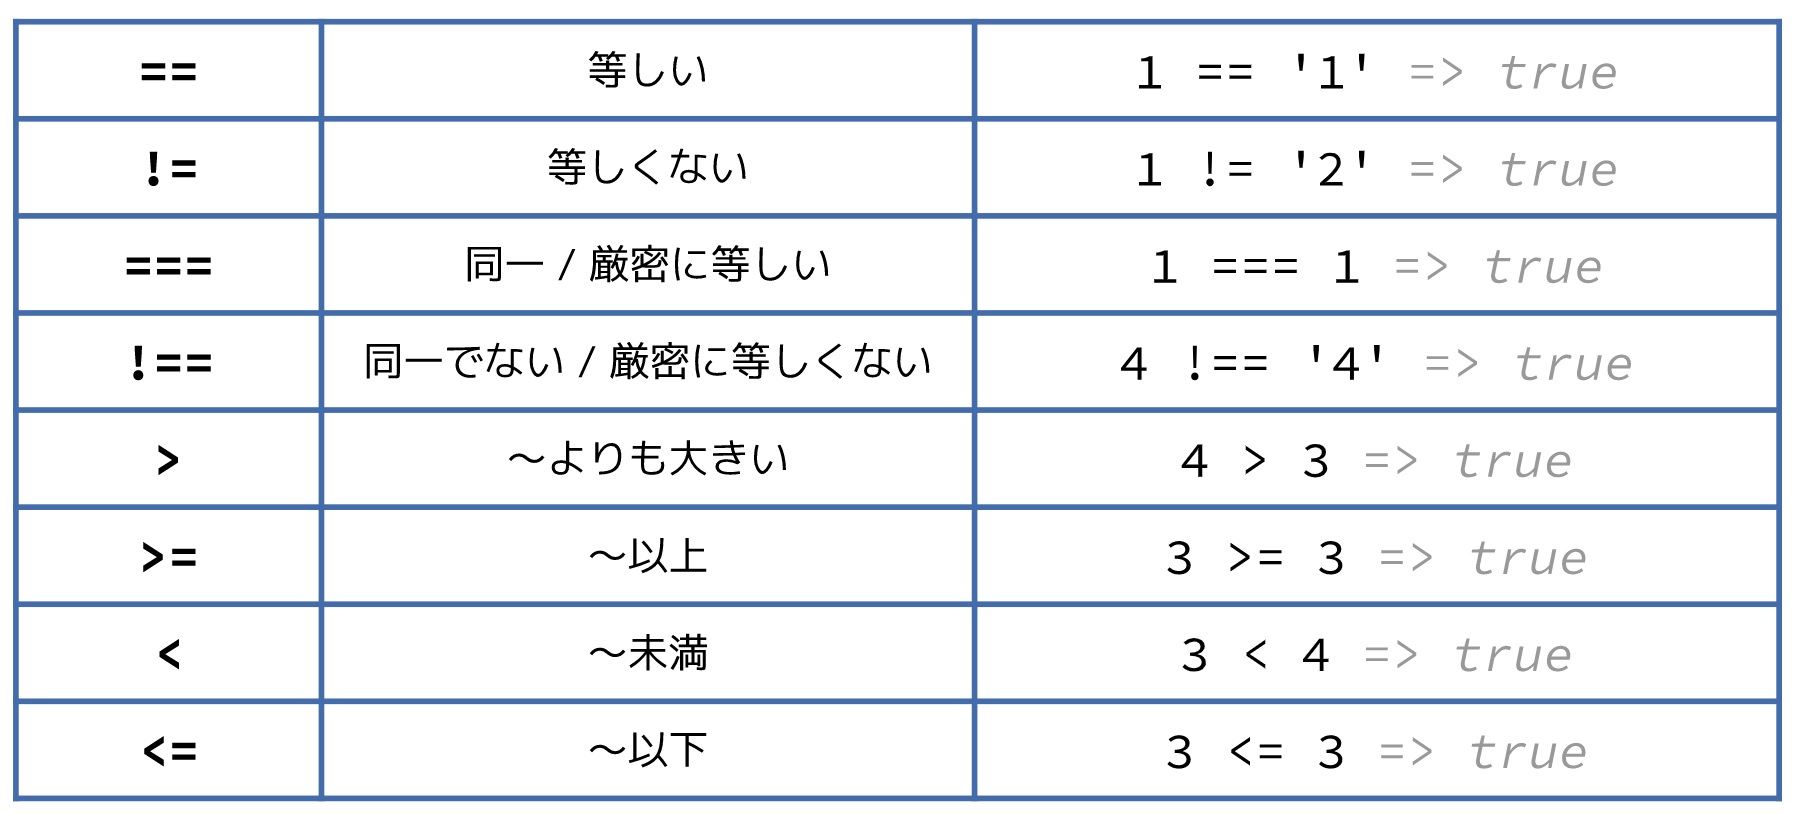 == 等しい 1 == '1' => true
!= 等しくない 1 != '2' => true
=== 同一 / 厳密に等しい 1 === 1 => true
!== 同一でない / 厳密に等しくない 4 !== '4' => true
> 〜よりも大きい 4 > 3 => true
>= 〜以上 3 >= 3 => true
< 〜未満 3 < 4 => true
<= 〜以下 3 <= 3 => true